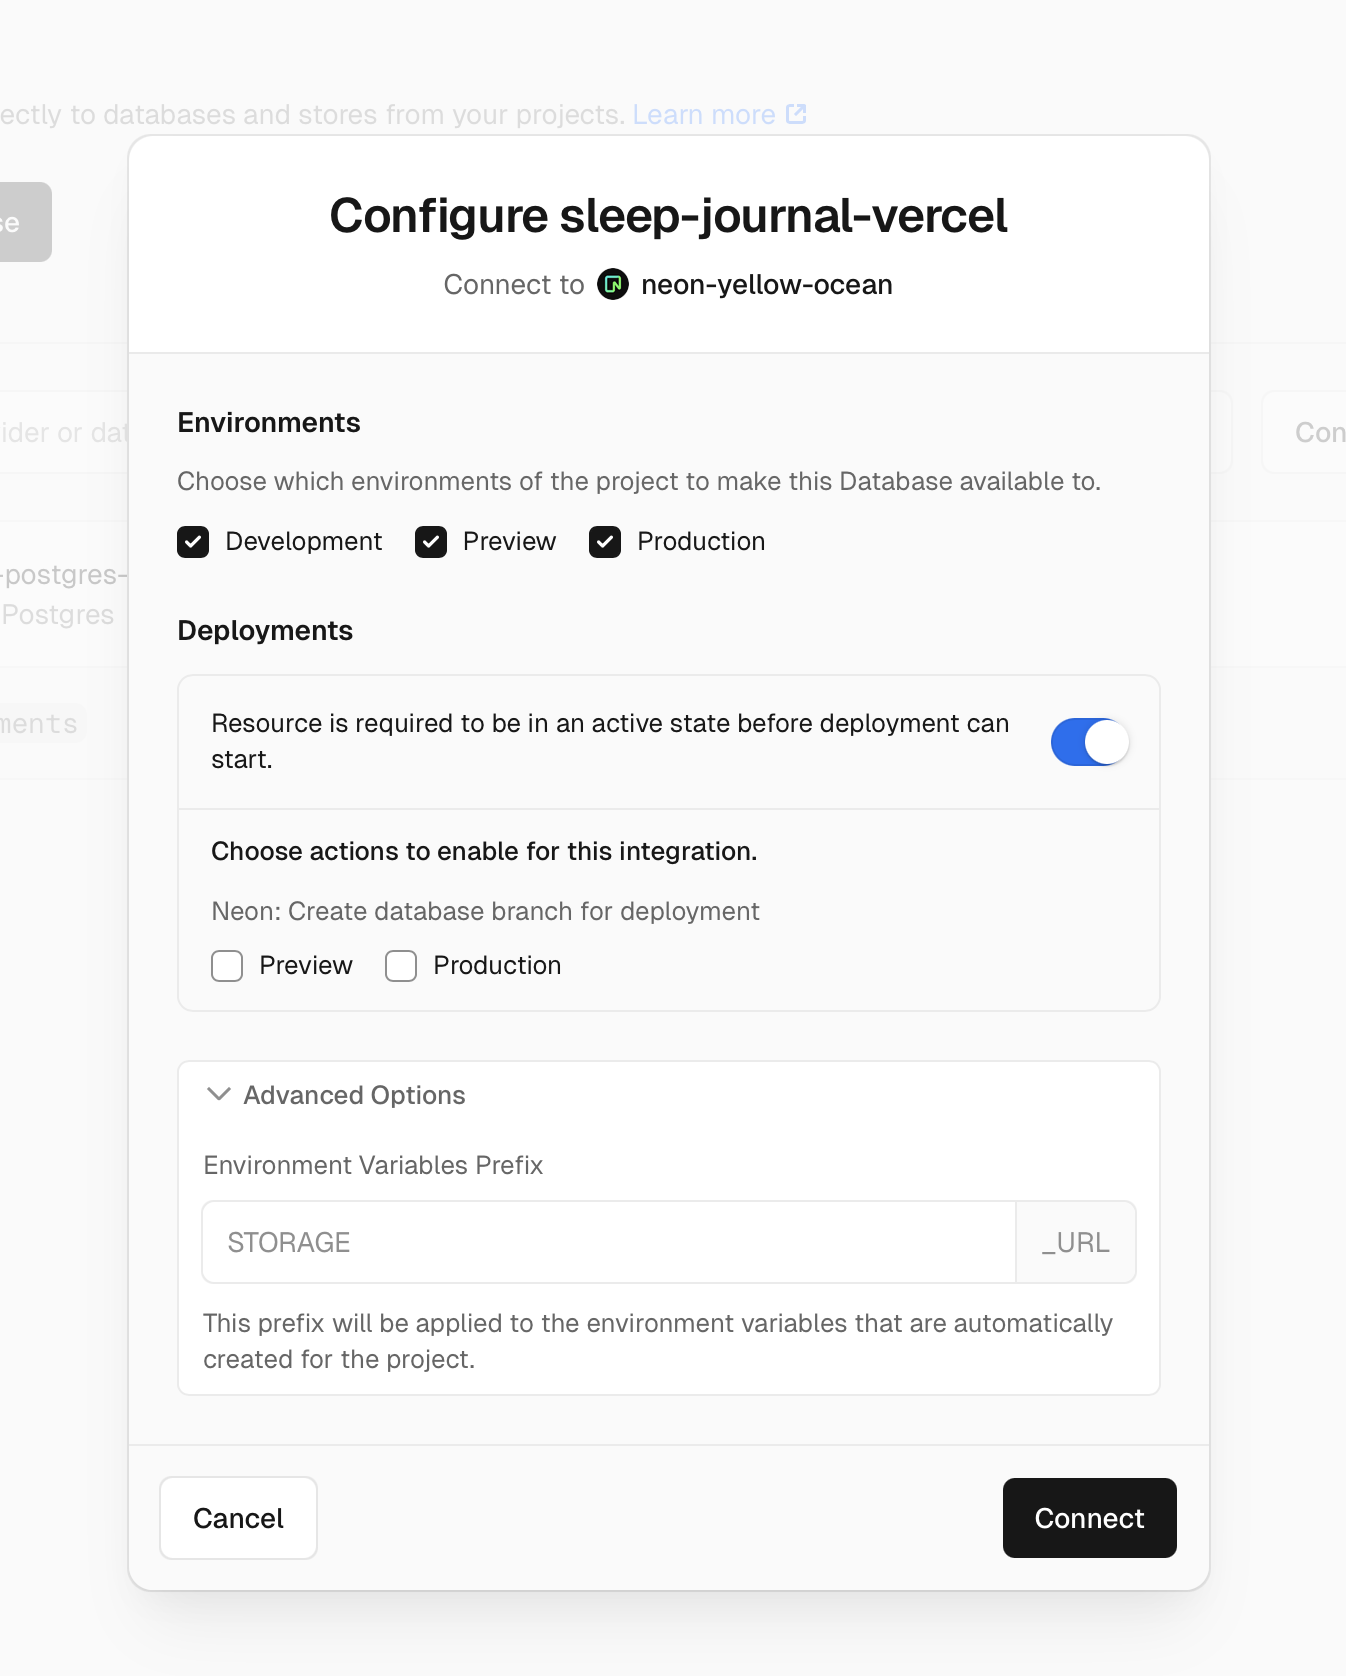 ectly to databases and stores from your projects. Learn more
se
Configure sleep-journal-vercel
Connect to neon-yellow-ocean
ider or dat
Con
Environments
Choose which environments of the project to make this Database available to.
Development Preview Production
-postgres-
Postgres
Deployments
ments
Resource is required to be in an active state before deployment can
start.
Choose actions to enable for this integration.
Neon: Create database branch for deployment
Preview Production
Advanced Options
Environment Variables Prefix
STORAGE _URL
This prefix will be applied to the environment variables that are automatically
created for the project.
Cancel Connect